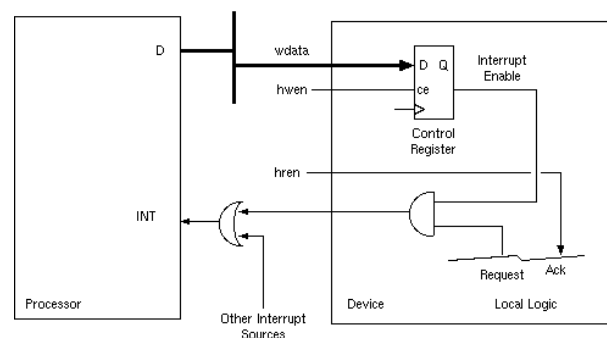 D
wdata
D Q
Interrupt
Enable
hwen
ce
Control
Register
hren
INT
Request
Ack
Processor
Other Interrupt
Sources
Device
Local Logic